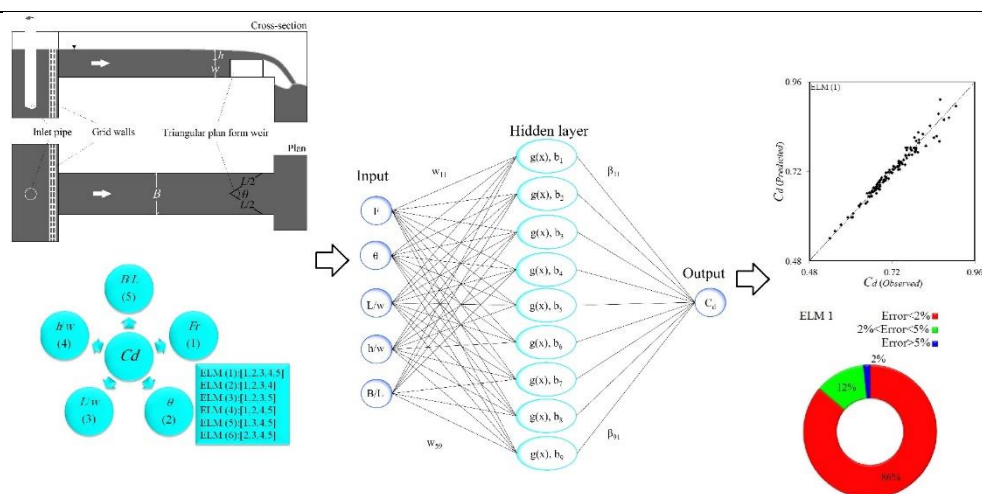 Cross-section
h
w
Inlet pipe
Grid walls
Triangular plan form weir
Plan
B
L/2
θ
L/2
B/L
(5)
h/w
(4)
Fr
(1)
Cd
L/w
(3)
θ
(2)
ELM (1):[1,2,3,4,5]
ELM (2):[1,2,3,4]
ELM (3):[1,2,3,5]
ELM (4):[1,2,4,5]
ELM (5):[1,3,4,5]
ELM (6):[2,3,4,5]
Input
Hidden layer
Output
w11
β11
F
θ
L/w
h/w
B/L
g(x), b1
g(x), b2
g(x), b3
g(x), b4
g(x), b5
g(x), b6
g(x), b7
g(x), b8
g(x), b9
Cd
w59
β91
ELM (1)
0.96
0.72
0.48
Cd (Predicted)
0.48
0.72
0.96
Cd (Observed)
ELM 1
Error<2%
2%<Error<5%
Error>5%
2%
12%
86%